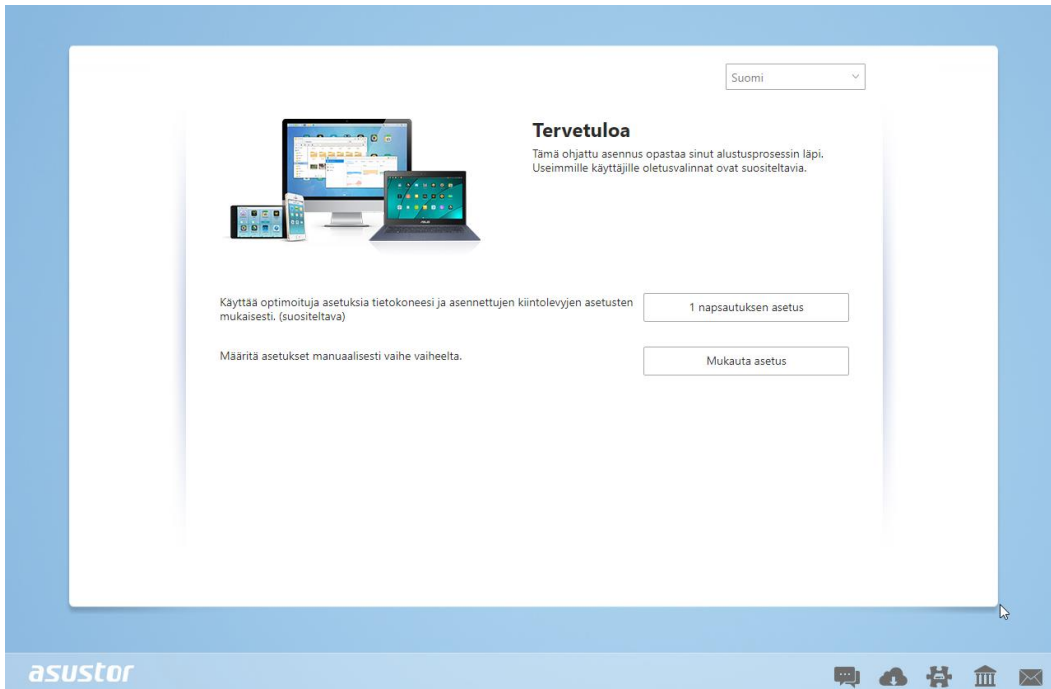 Suomi
Tervetuloa
Tämä ohjattu asennus opastaa sinut alustusprosessin läpi.
Useimmille käyttäjille oletusvalinnat ovat suositeltavia.
Käyttää optimoituja asetuksia tietokoneesi ja asennettujen kiintolevyjen asetusten
mukaisesti. (suositeltava)
1 napsautuksen asetus
Määritä asetukset manuaalisesti vaihe vaiheelta.
Mukauta asetus
asustor